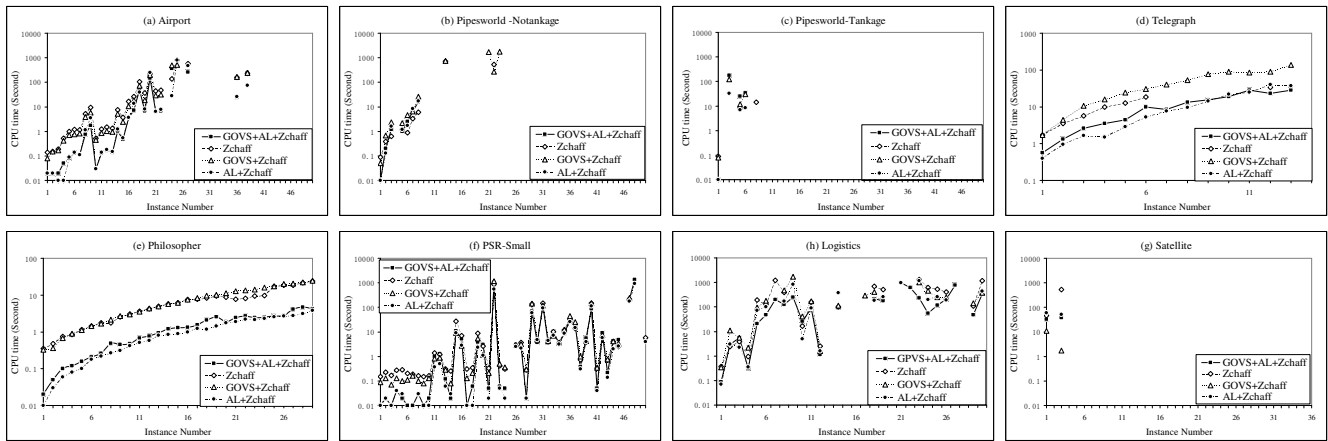 (a) Airport
CPU time (Second)
10000
1000
100
10
1
0. 1
0. 01
GOVS+AL+Zchaff
Zchaff
GOVS+Zchaff
AL+Zchaff
1 6 11 16 21 26 31 36 41 46
Instance Number
(b) Pipesworld -Notankage
CPU time (Second)
10000
1000
100
10
1
0. 1
0. 01
GOVS+AL+Zchaff
Zchaff
GOVS+Zchaff
AL+Zchaff
1 6 11 16 21 26 31 36 41 46
Instance Number
(c) Pipesworld-Tankage
CPU time (Second)
10000
1000
100
10
1
0. 1
0. 01
GOVS+AL+Zchaff
Zchaff
GOVS+Zchaff
AL+Zchaff
1 6 11 16 21 26 31 36 41 46
Instance Number
(d) Telegraph
CPU time (Second)
1000
100
10
1
0. 1
GOVS+AL+Zchaff
Zchaff
GOVS+Zchaff
AL+Zchaff
1 6 11
Instance Number
(e) Philosopher
CPU time (Second)
100
10
1
0. 1
0. 01
GOVS+AL+Zchaff
Zchaff
GOVS+Zchaff
AL+Zchaff
1 6 16 26
Instance Number
(f) PSR-Small
CPU time (Second)
10000
1000
100
10
1
0. 1
0. 01
GOVS+AL+Zchaff
Zchaff
GOVS+Zchaff
AL+Zchaff
1 6 11 16 21 26 31 36 41 46
Instance Number
(h) Logistics
CPU time (Second)
10000
1000
100
10
1
0. 1
0. 01
GPVS+AL+Zchaff
Zchaff
GOVS+Zchaff
AL+Zchaff
1 6 11 16 21 26 31
Instance Number
(g) Satellite
CPU time (Second)
10000
1000
100
10
1
0. 1
0. 01
GOVS+AL+Zchaff
Zchaff
GOVS+Zchaff
AL+Zchaff
1 6 11 16 21 26 31 36
Instance Number